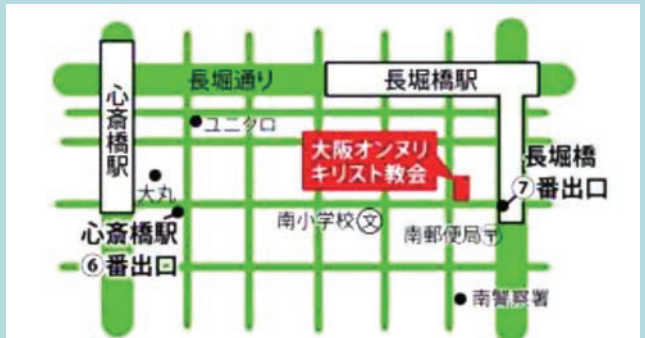 長堀通り
長堀橋駅
心斎橋駅
ユニクロ
大阪オンヌリ
キリスト教会
長堀橋
⑦番出口
大丸
心斎橋駅
⑥番出口
南小学校文
南郵便局〒
南警察署